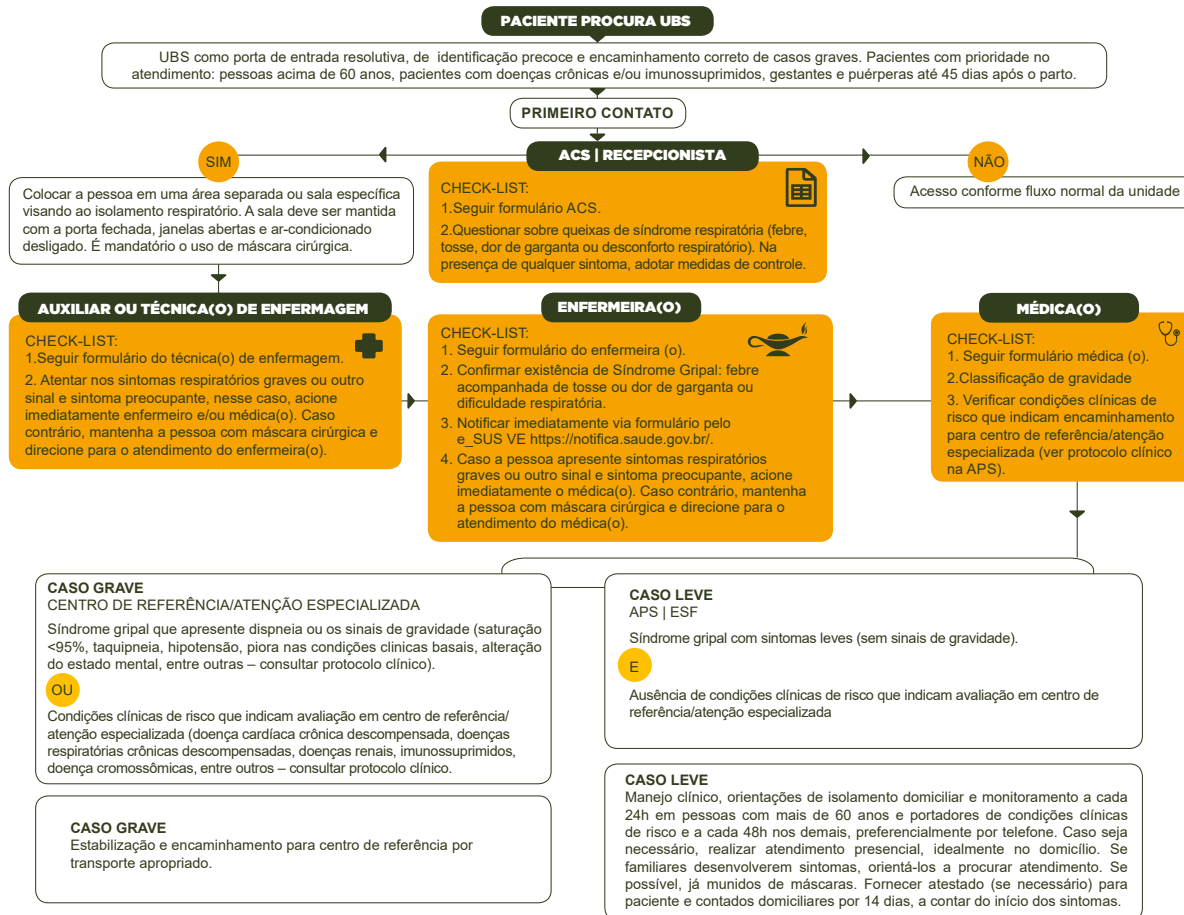 PACIENTE PROCURA UBS
UBS como porta de entrada resolutiva, de identificação precoce e encaminhamento correto de casos graves. Pacientes com prioridade no
atendimento: pessoas acima de 60 anos, pacientes com doenças crônicas e/ou imunossuprimidos, gestantes e puérperas até 45 dias após o parto.
PRIMEIRO CONTATO
SIM
Colocar a pessoa em uma área separada ou sala específica
visando ao isolamento respiratório. A sala deve ser mantida
com a porta fechada, janelas abertas e ar-condicionado
desligado. É mandatório o uso de máscara cirúrgica.
ACS | RECEPCIONISTA
CHECK-LIST:
1.Seguir formulário ACS.
2.Questionar sobre queixas de síndrome respiratória (febre,
tosse, dor de garganta ou desconforto respiratório). Na
presença de qualquer sintoma, adotar medidas de controle.
NÃO
Acesso conforme fluxo normal da unidade
AUXILIAR OU TÉCNICA(O) DE ENFERMAGEM
CHECK-LIST:
1.Seguir formulário do técnica(o) de enfermagem.
2. Atentar nos sintomas respiratórios graves ou outro
sinal e sintoma preocupante, nesse caso, acione
imediatamente enfermeiro e/ou médica(o). Caso
contrário, mantenha a pessoa com máscara cirúrgica e
direcione para o atendimento do enfermeira(o).
ENFERMEIRA(O)
CHECK-LIST:
1. Seguir formulário do enfermeira (o).
2. Confirmar existência de Síndrome Gripal: febre
acompanhada de tosse ou dor de garganta ou
dificuldade respiratória.
3. Notificar imediatamente via formulário pelo
e_SUS VE https://notifica.saude.gov.br/.
4. Caso a pessoa apresente sintomas respiratórios
graves ou outro sinal e sintoma preocupante, acione
imediatamente o médica(o). Caso contrário, mantenha
a pessoa com máscara cirúrgica e direcione para o
atendimento do médica(o).
MÉDICA(O)
CHECK-LIST:
1. Seguir formulário médica (o).
2.Classificação de gravidade
3. Verificar condições clínicas de
risco que indicam encaminhamento
para centro de referência/atenção
especializada (ver protocolo clínico
na APS).
CASO GRAVE
CENTRO DE REFERÊNCIA/ATENÇÃO ESPECIALIZADA
Síndrome gripal que apresente dispneia ou os sinais de gravidade (saturação
<95%, taquipneia, hipotensão, piora nas condições clinicas basais, alteração
do estado mental, entre outras – consultar protocolo clínico).
OU
Condições clínicas de risco que indicam avaliação em centro de referência/
atenção especializada (doença cardíaca crônica descompensada, doenças
respiratórias crônicas descompensadas, doenças renais, imunossuprimidos,
doença cromossômicas, entre outros – consultar protocolo clínico.
CASO GRAVE
Estabilização e encaminhamento para centro de referência por
transporte apropriado.
CASO LEVE
APS | ESF
Síndrome gripal com sintomas leves (sem sinais de gravidade).
E
Ausência de condições clínicas de risco que indicam avaliação em centro de
referência/atenção especializada
CASO LEVE
Manejo clínico, orientações de isolamento domiciliar e monitoramento a cada
24h em pessoas com mais de 60 anos e portadores de condições clínicas
de risco e a cada 48h nos demais, preferencialmente por telefone. Caso seja
necessário, realizar atendimento presencial, idealmente no domicílio. Se
familiares desenvolverem sintomas, orientá-los a procurar atendimento. Se
possível, já munidos de máscaras. Fornecer atestado (se necessário) para
paciente e contados domiciliares por 14 dias, a contar do início dos sintomas.